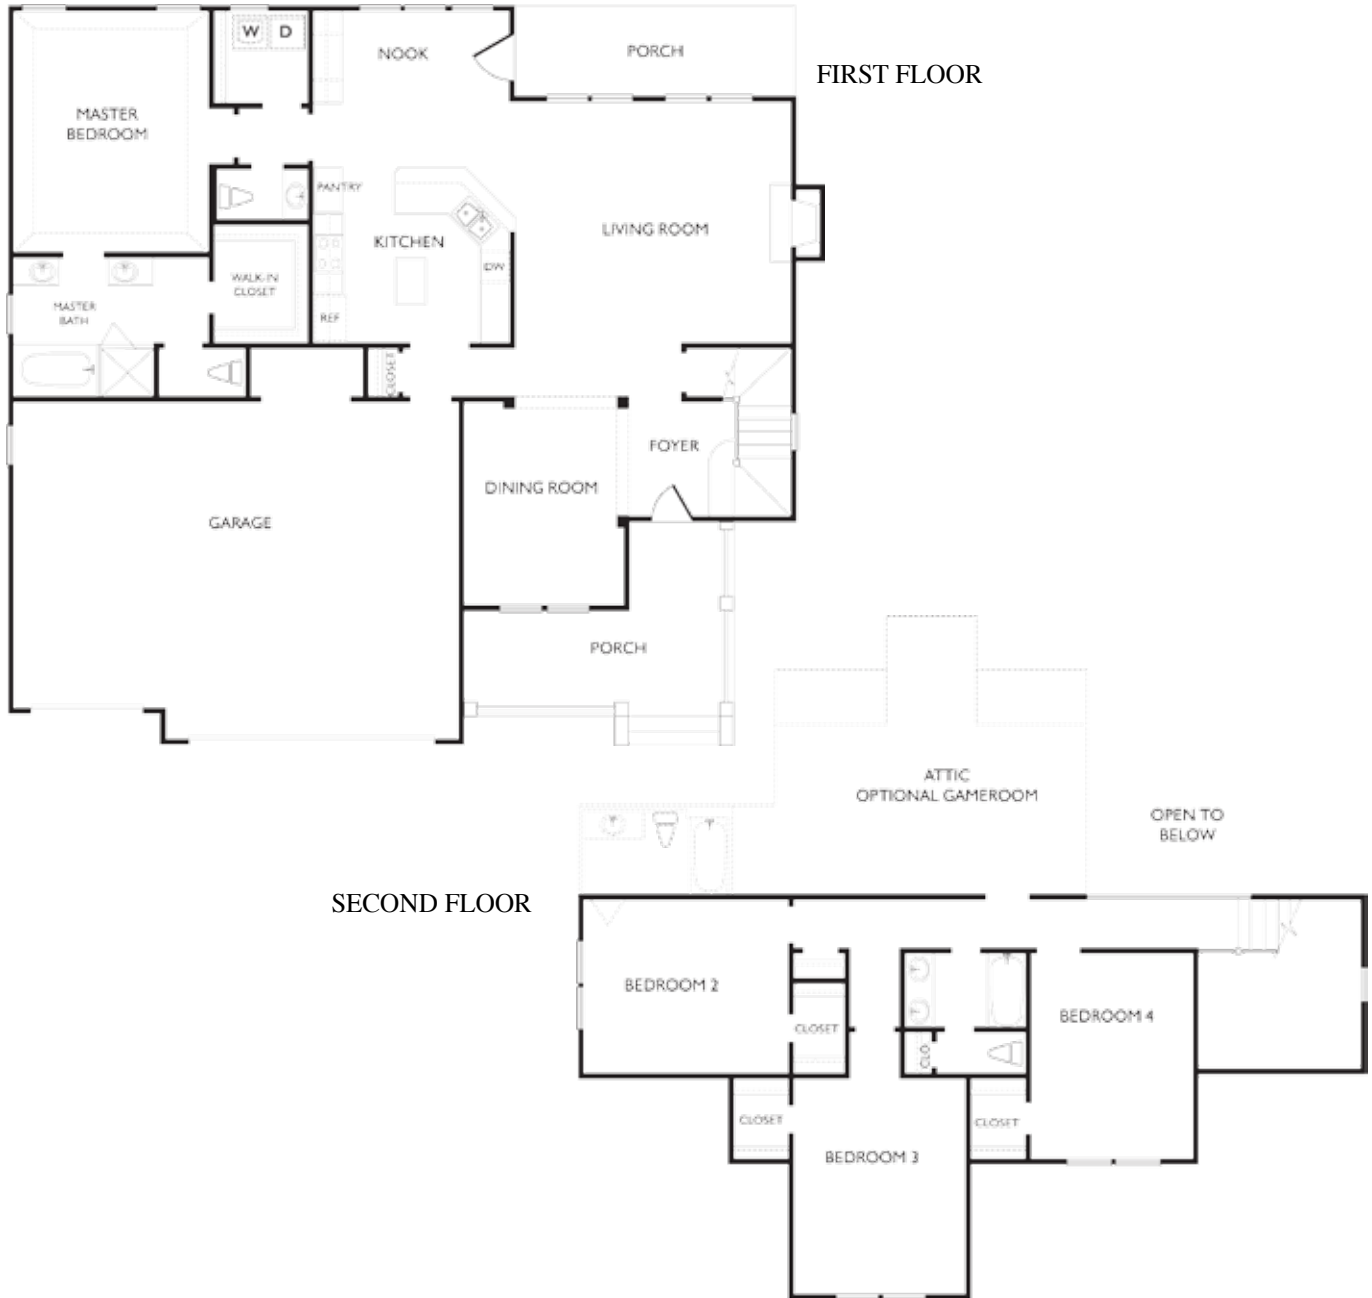 W D
NOOK
PORCH
FIRST FLOOR
MASTER
BEDROOM
PANTRY
LIVING ROOM
KITCHEN
DW
WALK-IN
CLOSET
MASTER
BATH
REF
CLOSET
FOYER
DINING ROOM
GARAGE
PORCH
ATTIC
OPTIONAL GAMEROOM
OPEN TO
BELOW
SECOND FLOOR
BEDROOM 2
BEDROOM 4
CLOSET
CLO
CLOSET
CLOSET
BEDROOM 3